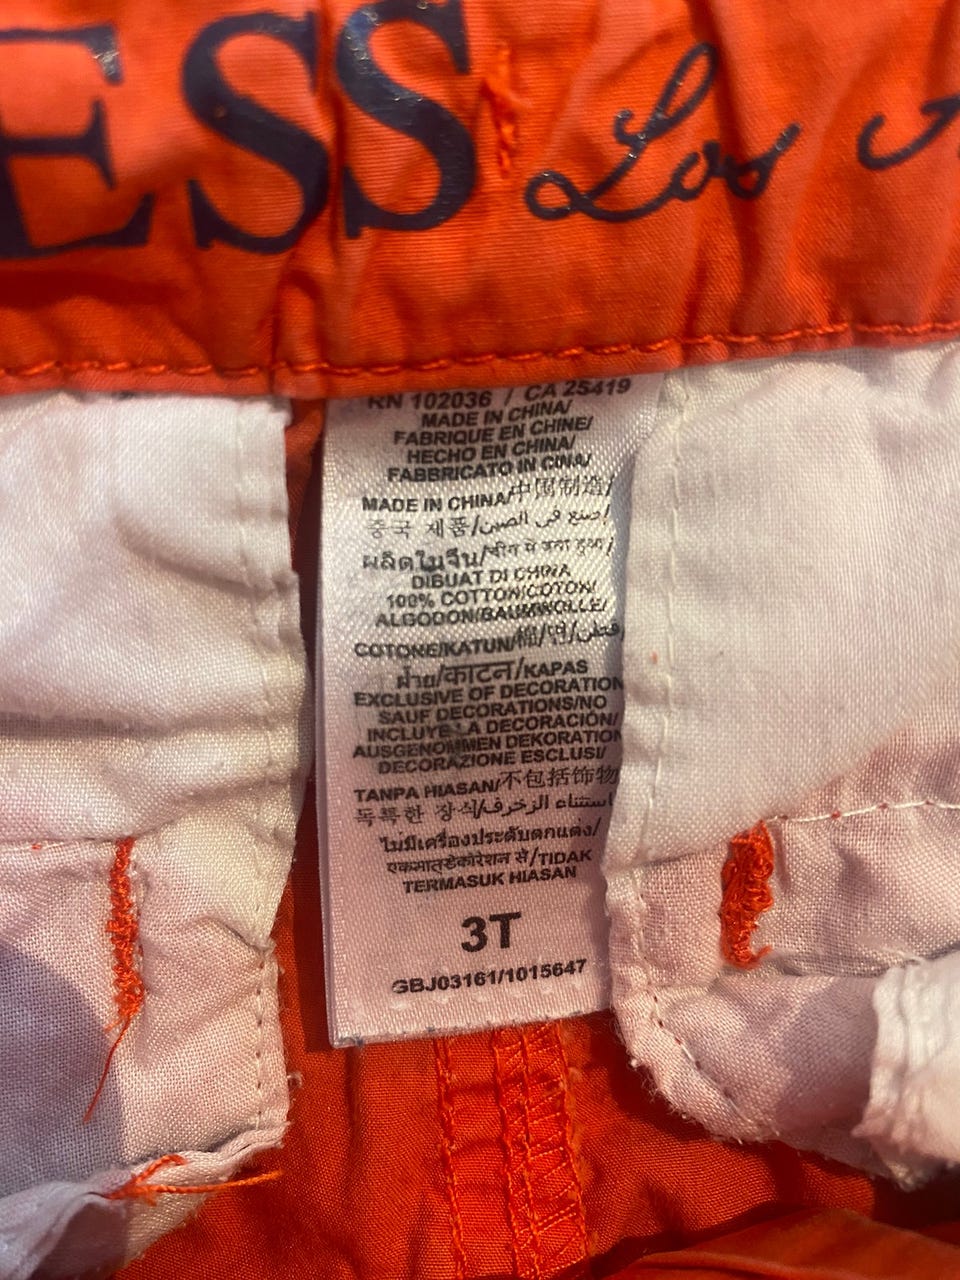 ESS Los A
RN 102036 / CA 25419
MADE IN CHINA/
FABRIQUE EN CHINE/
HECHO EN CHINA/
FABBRICATO IN CINA/
MADE IN CHINA/中国制造/
중국 제품/صنع في الصين/
ผลิตในจีน/चीन में बना हुआ/
DIBUAT DI CHINA
100% COTTON/COTON/
ALGODON/BAUMWOLLE/
COTONE/KATUN/棉/면/قطن/
ฝ้าย/काटन/KAPAS
EXCLUSIVE OF DECORATION
SAUF DECORATIONS/NO
INCLUYE LA DECORACIÓN/
AUSGENOMMEN DEKORATION
DECORAZIONE ESCLUSI/
TANPA HIASAN/不包括饰物
독특한 장식/باستثناء الزخرف
ไม่มีเครื่องประดับตกแต่ง/
एकमात्डेकोरेशन से/TIDAK
TERMASUK HIASAN
3T
GBJ03161/1015647